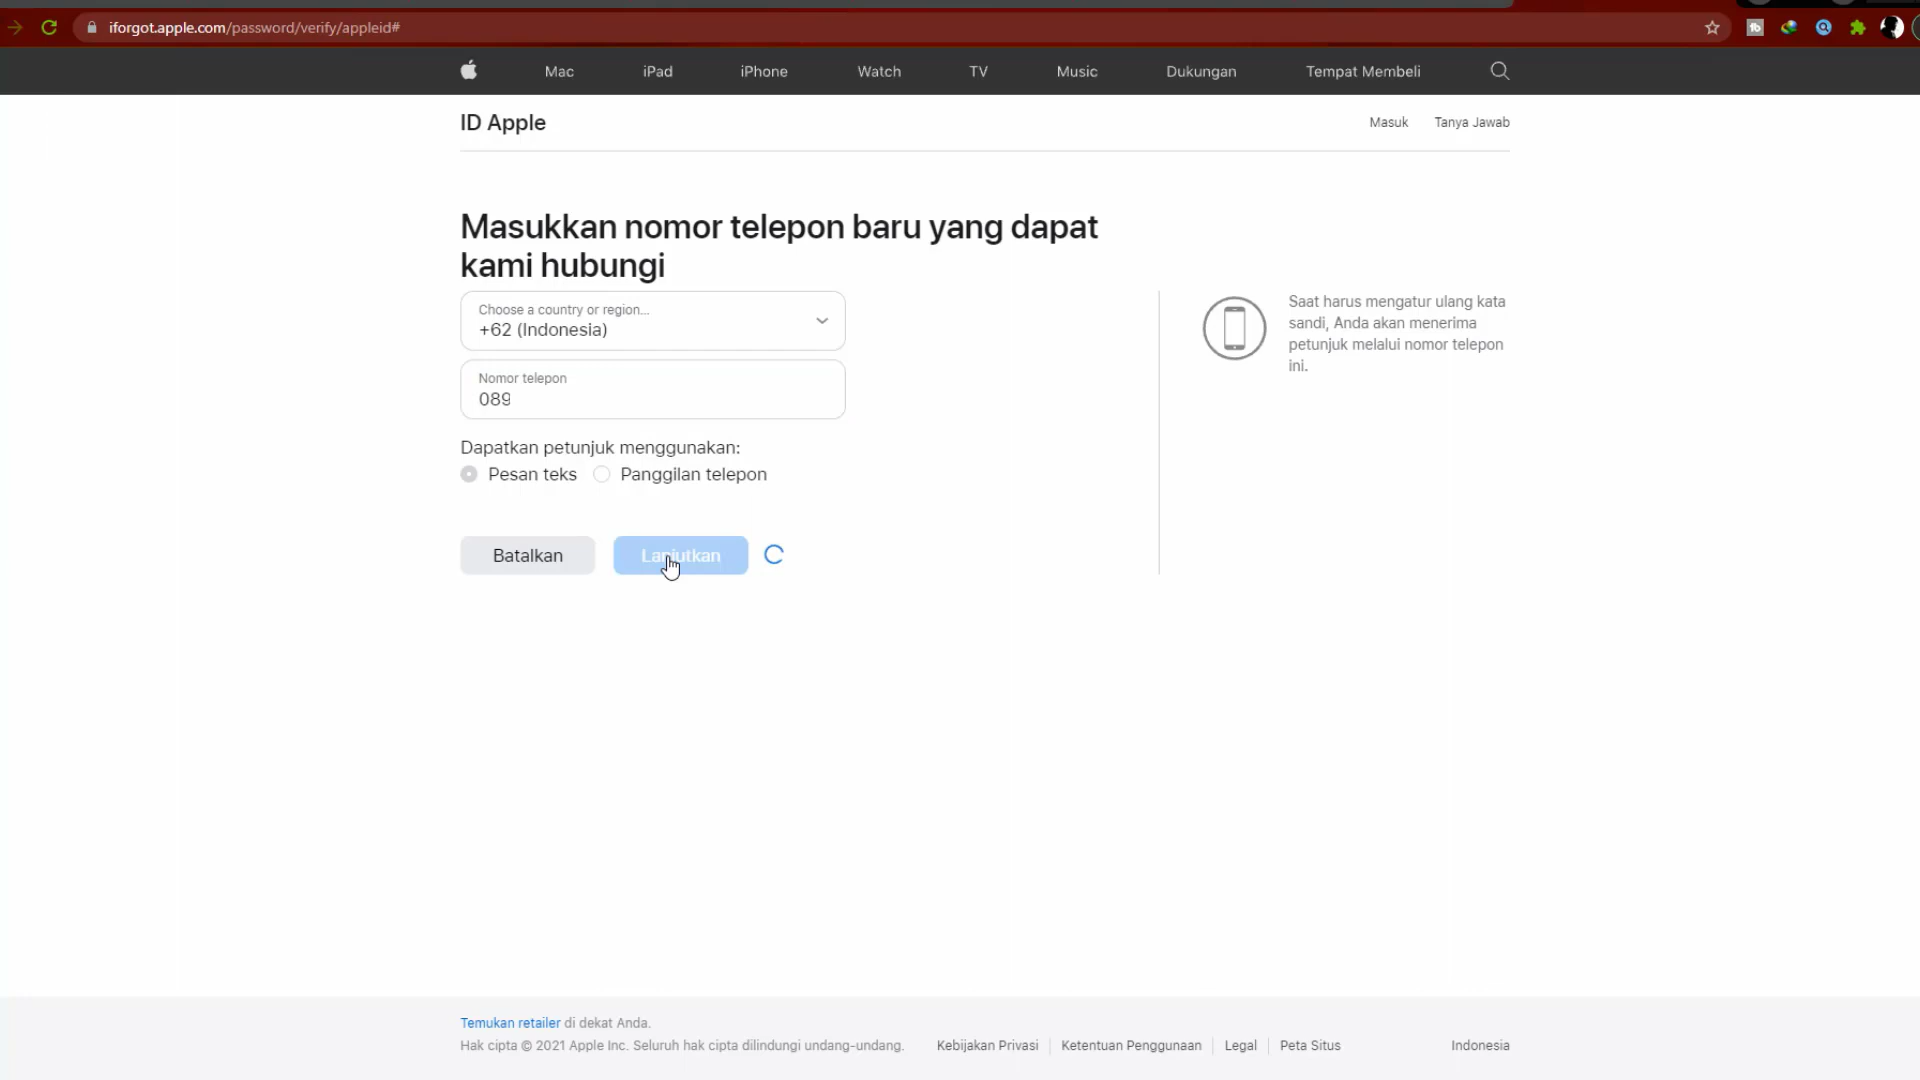 iforgot.apple.com/password/verify/appleid#
Mac iPad iPhone Watch TV Music Dukungan Tempat Membeli
ID Apple
Masuk Tanya Jawab
Masukkan nomor telepon baru yang dapat
kami hubungi
Choose a country or region...
+62 (Indonesia)
Nomor telepon
089
Dapatkan petunjuk menggunakan:
Pesan teks Panggilan telepon
Batalkan Lanjutkan
Saat harus mengatur ulang kata
sandi, Anda akan menerima
petunjuk melalui nomor telepon
ini.
Temukan retailer di dekat Anda.
Hak cipta © 2021 Apple Inc. Seluruh hak cipta dilindungi undang-undang.
Kebijakan Privasi Ketentuan Penggunaan Legal Peta Situs Indonesia